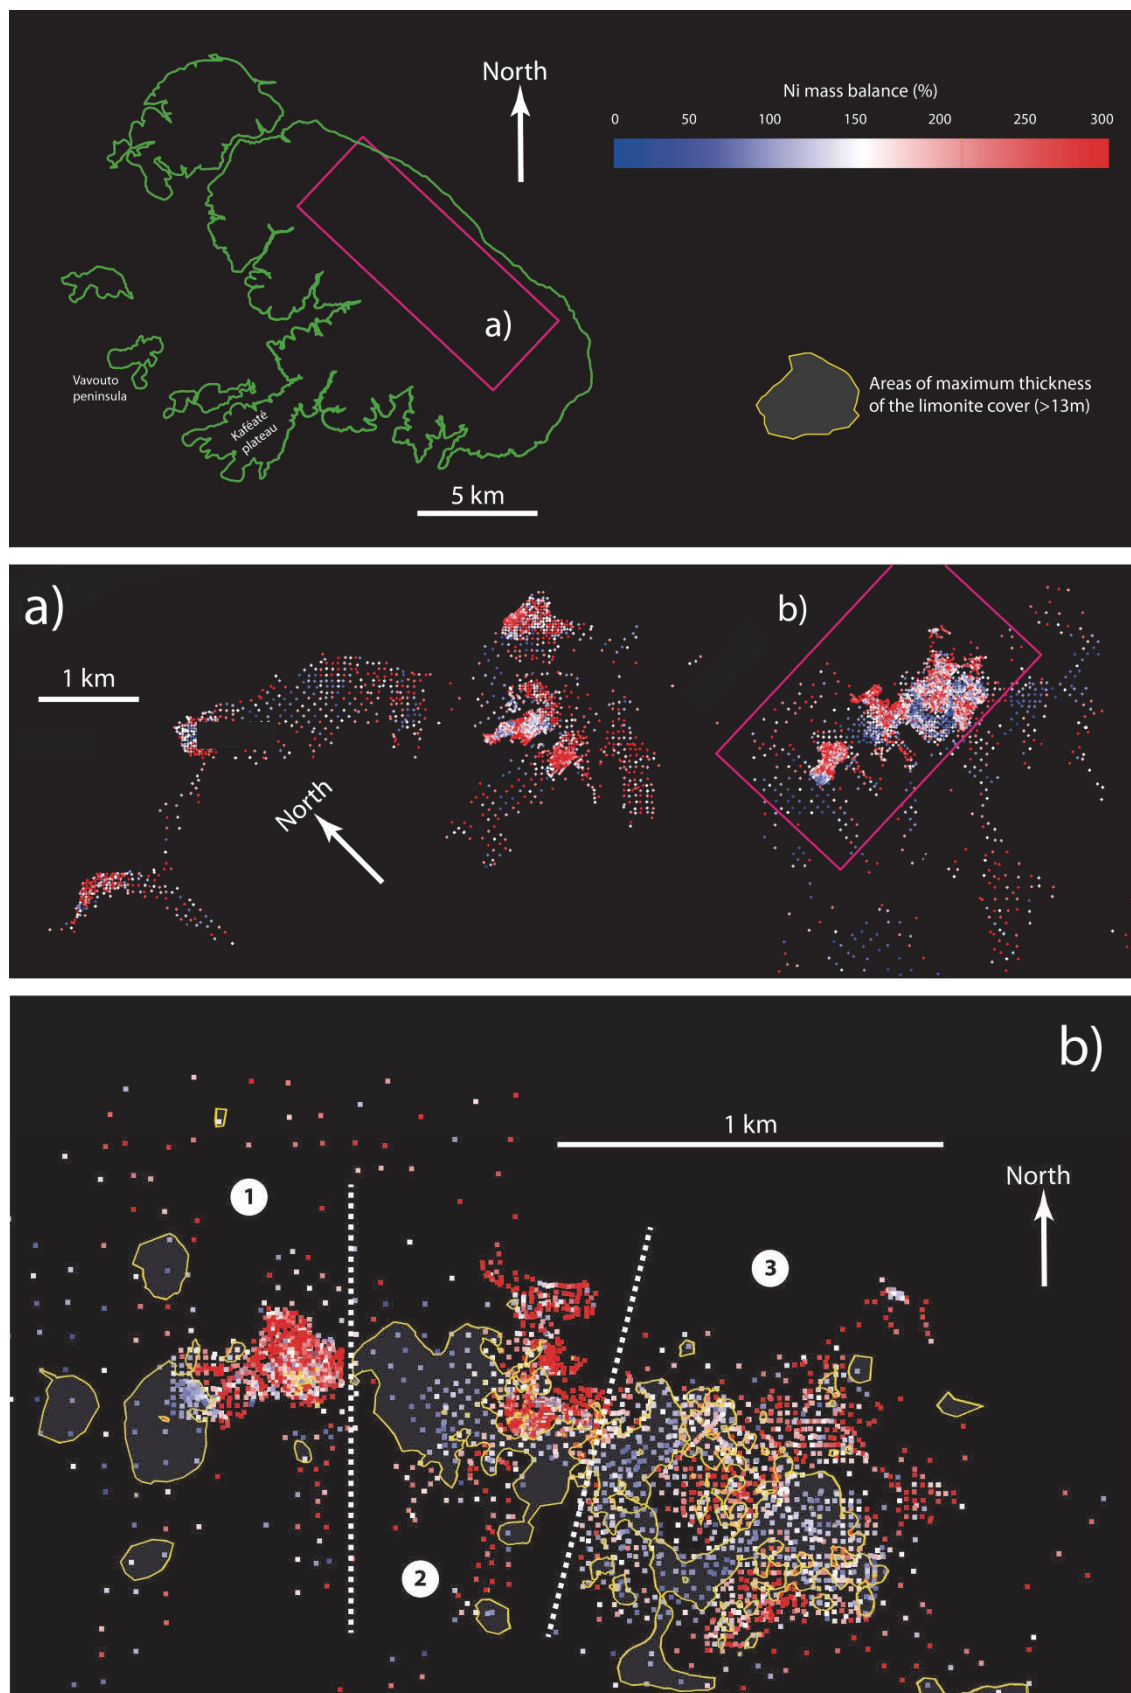 North
Ni mass balance (%)
0 50 100 150 200 250 300
a)
Vavouto
peninsula
Kaféaté
plateau
Areas of maximum thickness
of the limonite cover (>13m)
5 km
a)
b)
1 km
North
b)
1 km
North
1
3
2